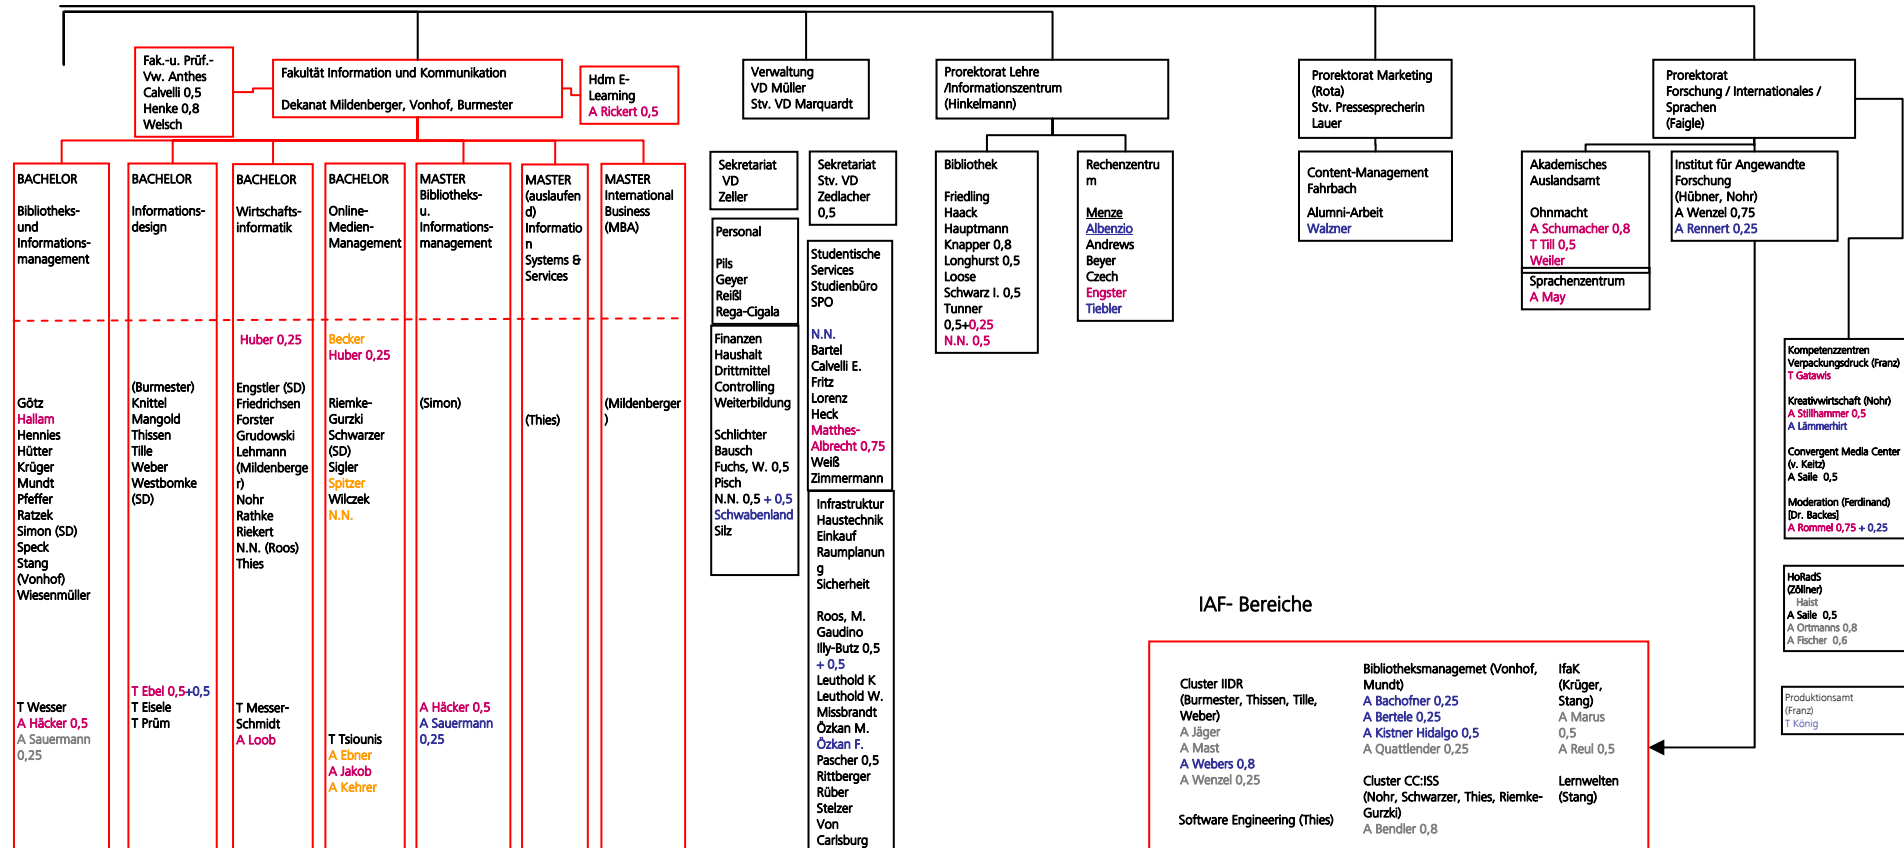 Fak.-u. Prüf.-
Vw. Anthes
Calvelli 0,5
Henke 0,8
Welsch
Fakultät Information und Kommunikation
Dekanat Mildenberger, Vonhof, Burmester
Hdm E-
Learning
A Rickert 0,5
Verwaltung
VD Müller
Stv. VD Marquardt
Prorektorat Lehre
/Informationszentrum
(Hinkelmann)
Prorektorat Marketing
(Rota)
Stv. Pressesprecherin
Lauer
Prorektorat
Forschung / Internationales /
Sprachen
(Faigle)
BACHELOR
Bibliotheks-
und
Informations-
management
Götz
Hallam
Hennies
Hütter
Krüger
Mundt
Pfeffer
Ratzek
Simon (SD)
Speck
Stang
(Vonhof)
Wiesenmüller
T Wesser
A Häcker 0,5
A Sauermann
0,25
BACHELOR
Informations-
design
(Burmester)
Knittel
Mangold
Thissen
Tille
Weber
Westbomke
(SD)
T Ebel 0,5+0,5
T Eisele
T Prüm
BACHELOR
Wirtschafts-
informatik
Huber 0,25
Engstler (SD)
Friedrichsen
Forster
Grudowski
Lehmann
(Mildenberge
r)
Nohr
Rathke
Riekert
N.N. (Roos)
Thies
T Messer-
Schmidt
A Loob
BACHELOR
Online-
Medien-
Management
Becker
Huber 0,25
Riemke-
Gurzki
Schwarzer
(SD)
Sigler
Spitzer
Wilczek
N.N.
T Tsiounis
A Ebner
A Jakob
A Kehrer
MASTER
Bibliotheks-
u.
Informations-
management
(Simon)
A Häcker 0,5
A Sauermann
0,25
MASTER
(auslaufen
d)
Informatio
n
Systems &
Services
(Thies)
MASTER
International
Business
(MBA)
(Mildenberger
)
Sekretariat
VD
Zeller
Personal
Pils
Geyer
Reißl
Rega-Cigala
Finanzen
Haushalt
Drittmittel
Controlling
Weiterbildung
Schlichter
Bausch
Fuchs, W. 0,5
Pisch
N.N. 0,5 + 0,5
Schwabenland
Silz
Sekretariat
Stv. VD
Zedlacher
0,5
Studentische
Services
Studienbüro
SPO
N.N.
Bartel
Calvelli E.
Fritz
Lorenz
Heck
Matthes-
Albrecht 0,75
Weiß
Zimmermann
Infrastruktur
Haustechnik
Einkauf
Raumplanun
g
Sicherheit
Roos, M.
Gaudino
Illy-Butz 0,5
+ 0,5
Leuthold K
Leuthold W.
Missbrandt
Özkan M.
Özkan F.
Pascher 0,5
Rittberger
Rüber
Stelzer
Von
Carlsburg
Bibliothek
Friedling
Haack
Hauptmann
Knapper 0,8
Longhurst 0,5
Loose
Schwarz I. 0,5
Tunner
0,5+0,25
N.N. 0,5
Rechenzentru
m
Menze
Albenzio
Andrews
Beyer
Czech
Engster
Tiebler
Content-Management
Fahrbach
Alumni-Arbeit
Walzner
Akademisches
Auslandsamt
Ohnmacht
A Schumacher 0,8
T Till 0,5
Weiler
Sprachenzentrum
A May
Institut für Angewandte
Forschung
(Hübner, Nohr)
A Wenzel 0,75
A Rennert 0,25
Kompetenzzentren
Verpackungsdruck (Franz)
T Gatawis
Kreativwirtschaft (Nohr)
A Stillhammer 0,5
A Lämmerhirt
Convergent Media Center
(v. Keitz)
A Saile 0,5
Moderation (Ferdinand)
[Dr. Backes]
A Rommel 0,75 + 0,25
HoRadS
(Zöllner)
Haist
A Saile 0,5
A Ortmanns 0,8
A Fischer 0,6
Produktionsamt
(Franz)
T König
IAF- Bereiche
Cluster IIDR
(Burmester, Thissen, Tille,
Weber)
A Jäger
A Mast
A Webers 0,8
A Wenzel 0,25
Software Engineering (Thies)
Bibliotheksmanagemet (Vonhof,
Mundt)
A Bachofner 0,25
A Bertele 0,25
A Kistner Hidalgo 0,5
A Quattlender 0,25
Cluster CC:ISS
(Nohr, Schwarzer, Thies, Riemke-
Gurzki)
A Bendler 0,8
IfaK
(Krüger,
Stang)
A Marus
0,5
A Reul 0,5
Lernwelten
(Stang)